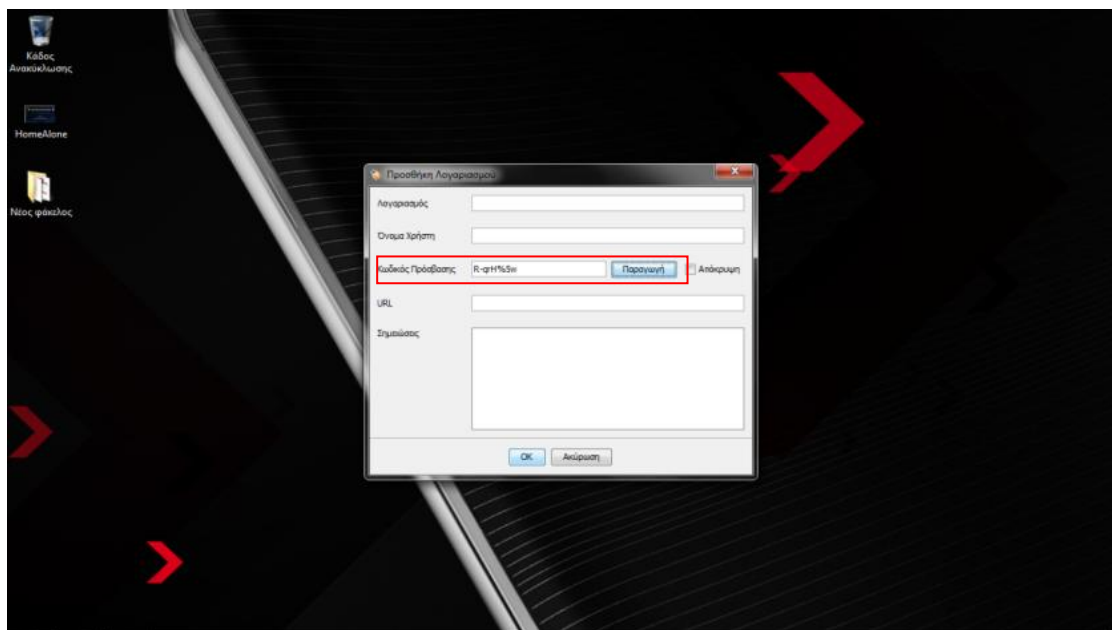 Κάδος
Ανακύκλωσης
HomeAlone
Νέος φάκελος
Προσθήκη Λογαριασμού
Λογαριασμός
Όνομα Χρήστη
Κωδικός Πρόσβασης R-qrH%9w Παραγωγή Απόκρυψη
URL
Σημειώσεις
OK Ακύρωση